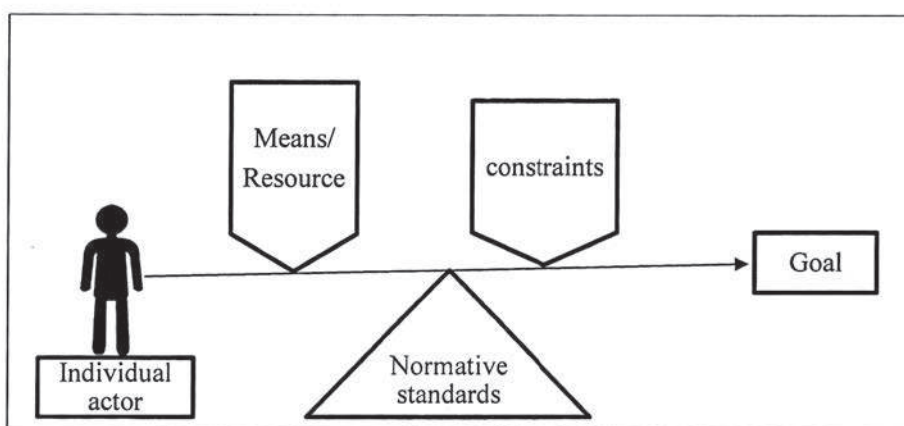 Means/
Resource
constraints
Goal
Individual
actor
Normative
standards